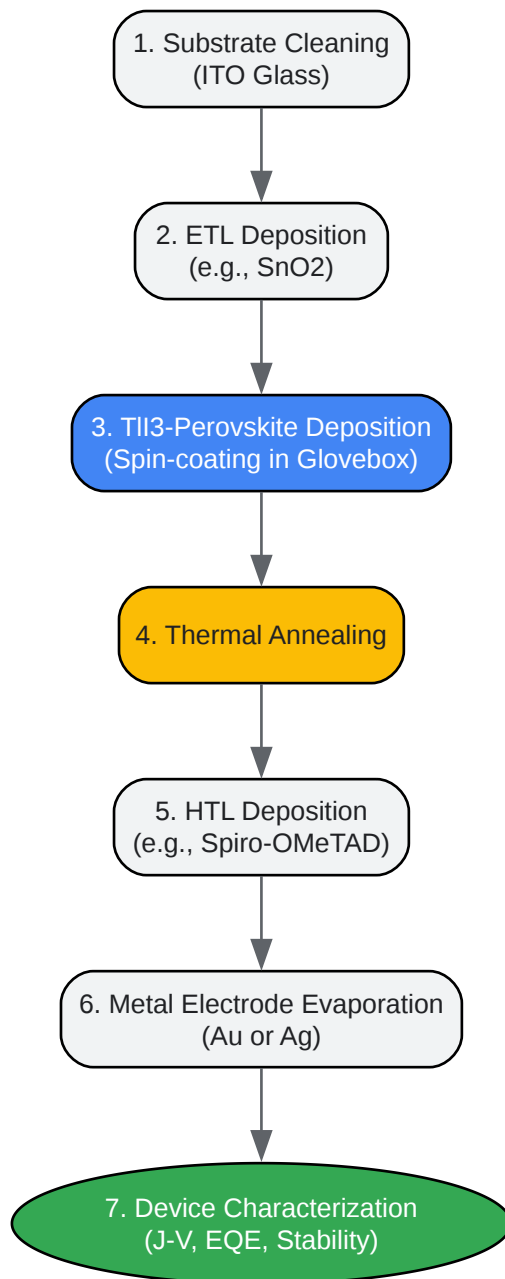 1. Substrate Cleaning
(ITO Glass)
2. ETL Deposition
(e.g., SnO2)
3. TlI3-Perovskite Deposition
(Spin-coating in Glovebox)
4. Thermal Annealing
5. HTL Deposition
(e.g., Spiro-OMeTAD)
6. Metal Electrode Evaporation
(Au or Ag)
7. Device Characterization
(J-V, EQE, Stability)